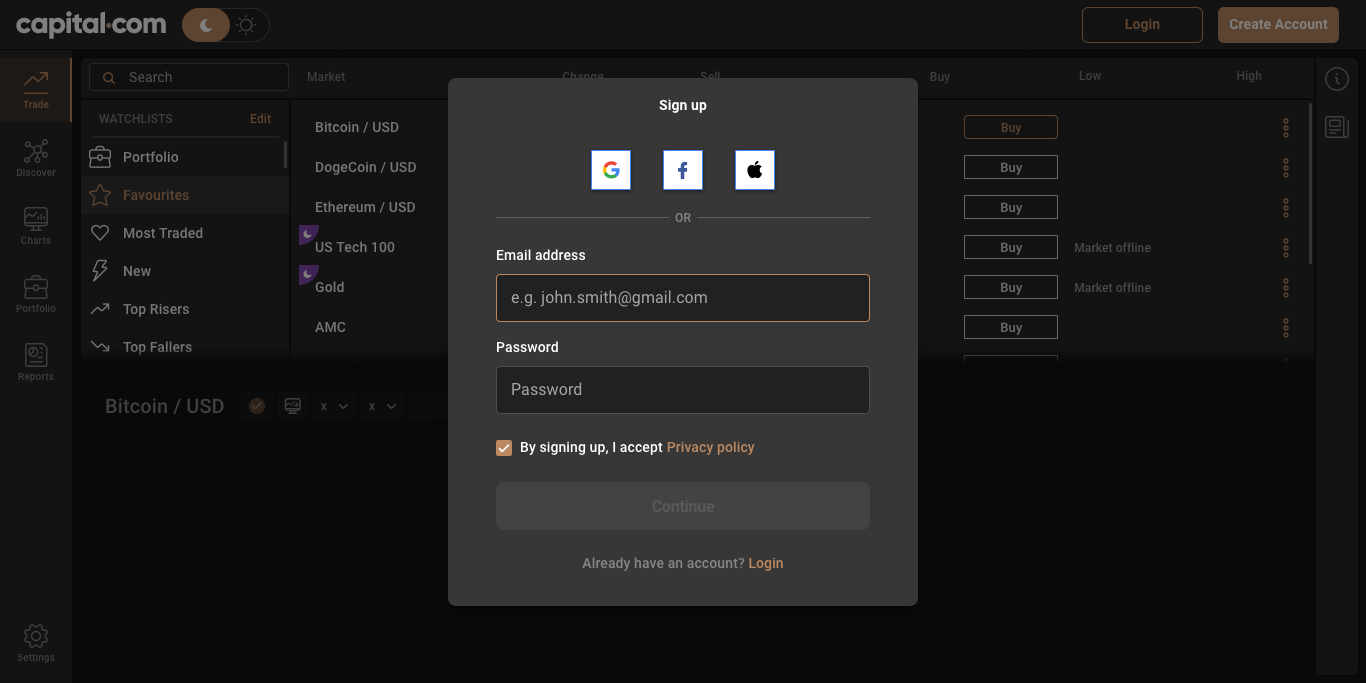 capital.com
Login
Create Account
Trade
Discover
Charts
Portfolio
Reports
Settings
Search
WATCHLISTS
Edit
Portfolio
Favourites
Most Traded
New
Top Risers
Top Fallers
Market
Change
Sell
Buy
Low
High
Bitcoin / USD
Buy
DogeCoin / USD
Buy
Ethereum / USD
Buy
US Tech 100
Buy
Market offline
Gold
Buy
Market offline
AMC
Buy
Bitcoin / USD
x
x
Sign up
OR
Email address
e.g. john.smith@gmail.com
Password
Password
By signing up, I accept Privacy policy
Continue
Already have an account? Login